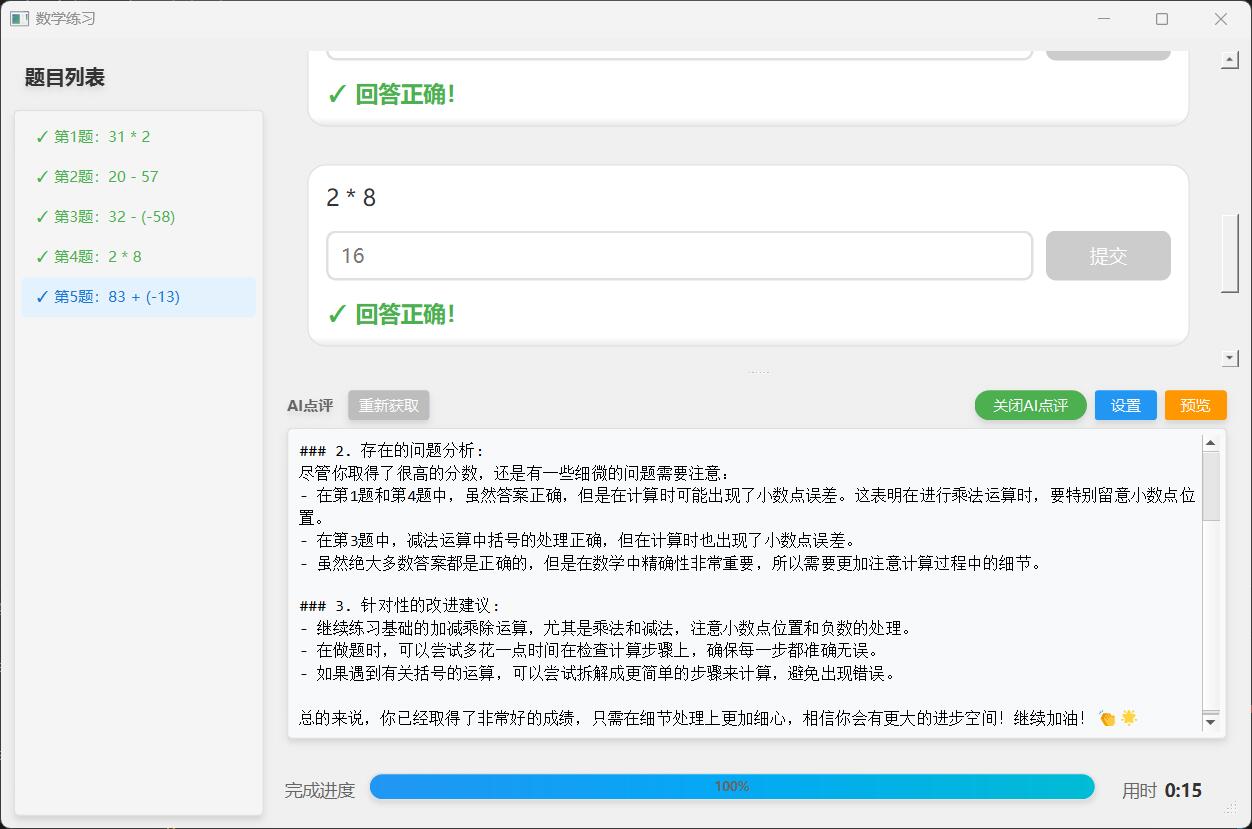 数学练习
题目列表
✓ 第1题: 31 * 2
✓ 第2题: 20 - 57
✓ 第3题: 32 - (-58)
✓ 第4题: 2 * 8
✓ 第5题: 83 + (-13)
✓ 回答正确!
2 * 8
16
提交
✓ 回答正确!
AI点评
重新获取
关闭AI点评
设置
预览
### 2. 存在的问题分析:
尽管你取得了很高的分数，还是有一些细微的问题需要注意:
- 在第1题和第4题中，虽然答案正确，但是在计算时可能出现了小数点误差。这表明在进行乘法运算时，要特别留意小数点位
置。
- 在第3题中，减法运算中括号的处理正确，但在计算时也出现了小数点误差。
- 虽然绝大多数答案都是正确的，但是在数学中精确性非常重要，所以需要更加注意计算过程中的细节。
### 3. 针对性的改进建议:
- 继续练习基础的加减乘除运算，尤其是乘法和减法，注意小数点位置和负数的处理。
- 在做题时，可以尝试多花一点时间在检查计算步骤上，确保每一步都准确无误。
- 如果遇到有关括号的运算，可以尝试拆解成更简单的步骤来计算，避免出现错误。
总的来说，你已经取得了非常好的成绩，只需在细节处理上更加细心，相信你会有更大的进步空间！继续加油！ 👏 🌟
完成进度
100%
用时 0:15